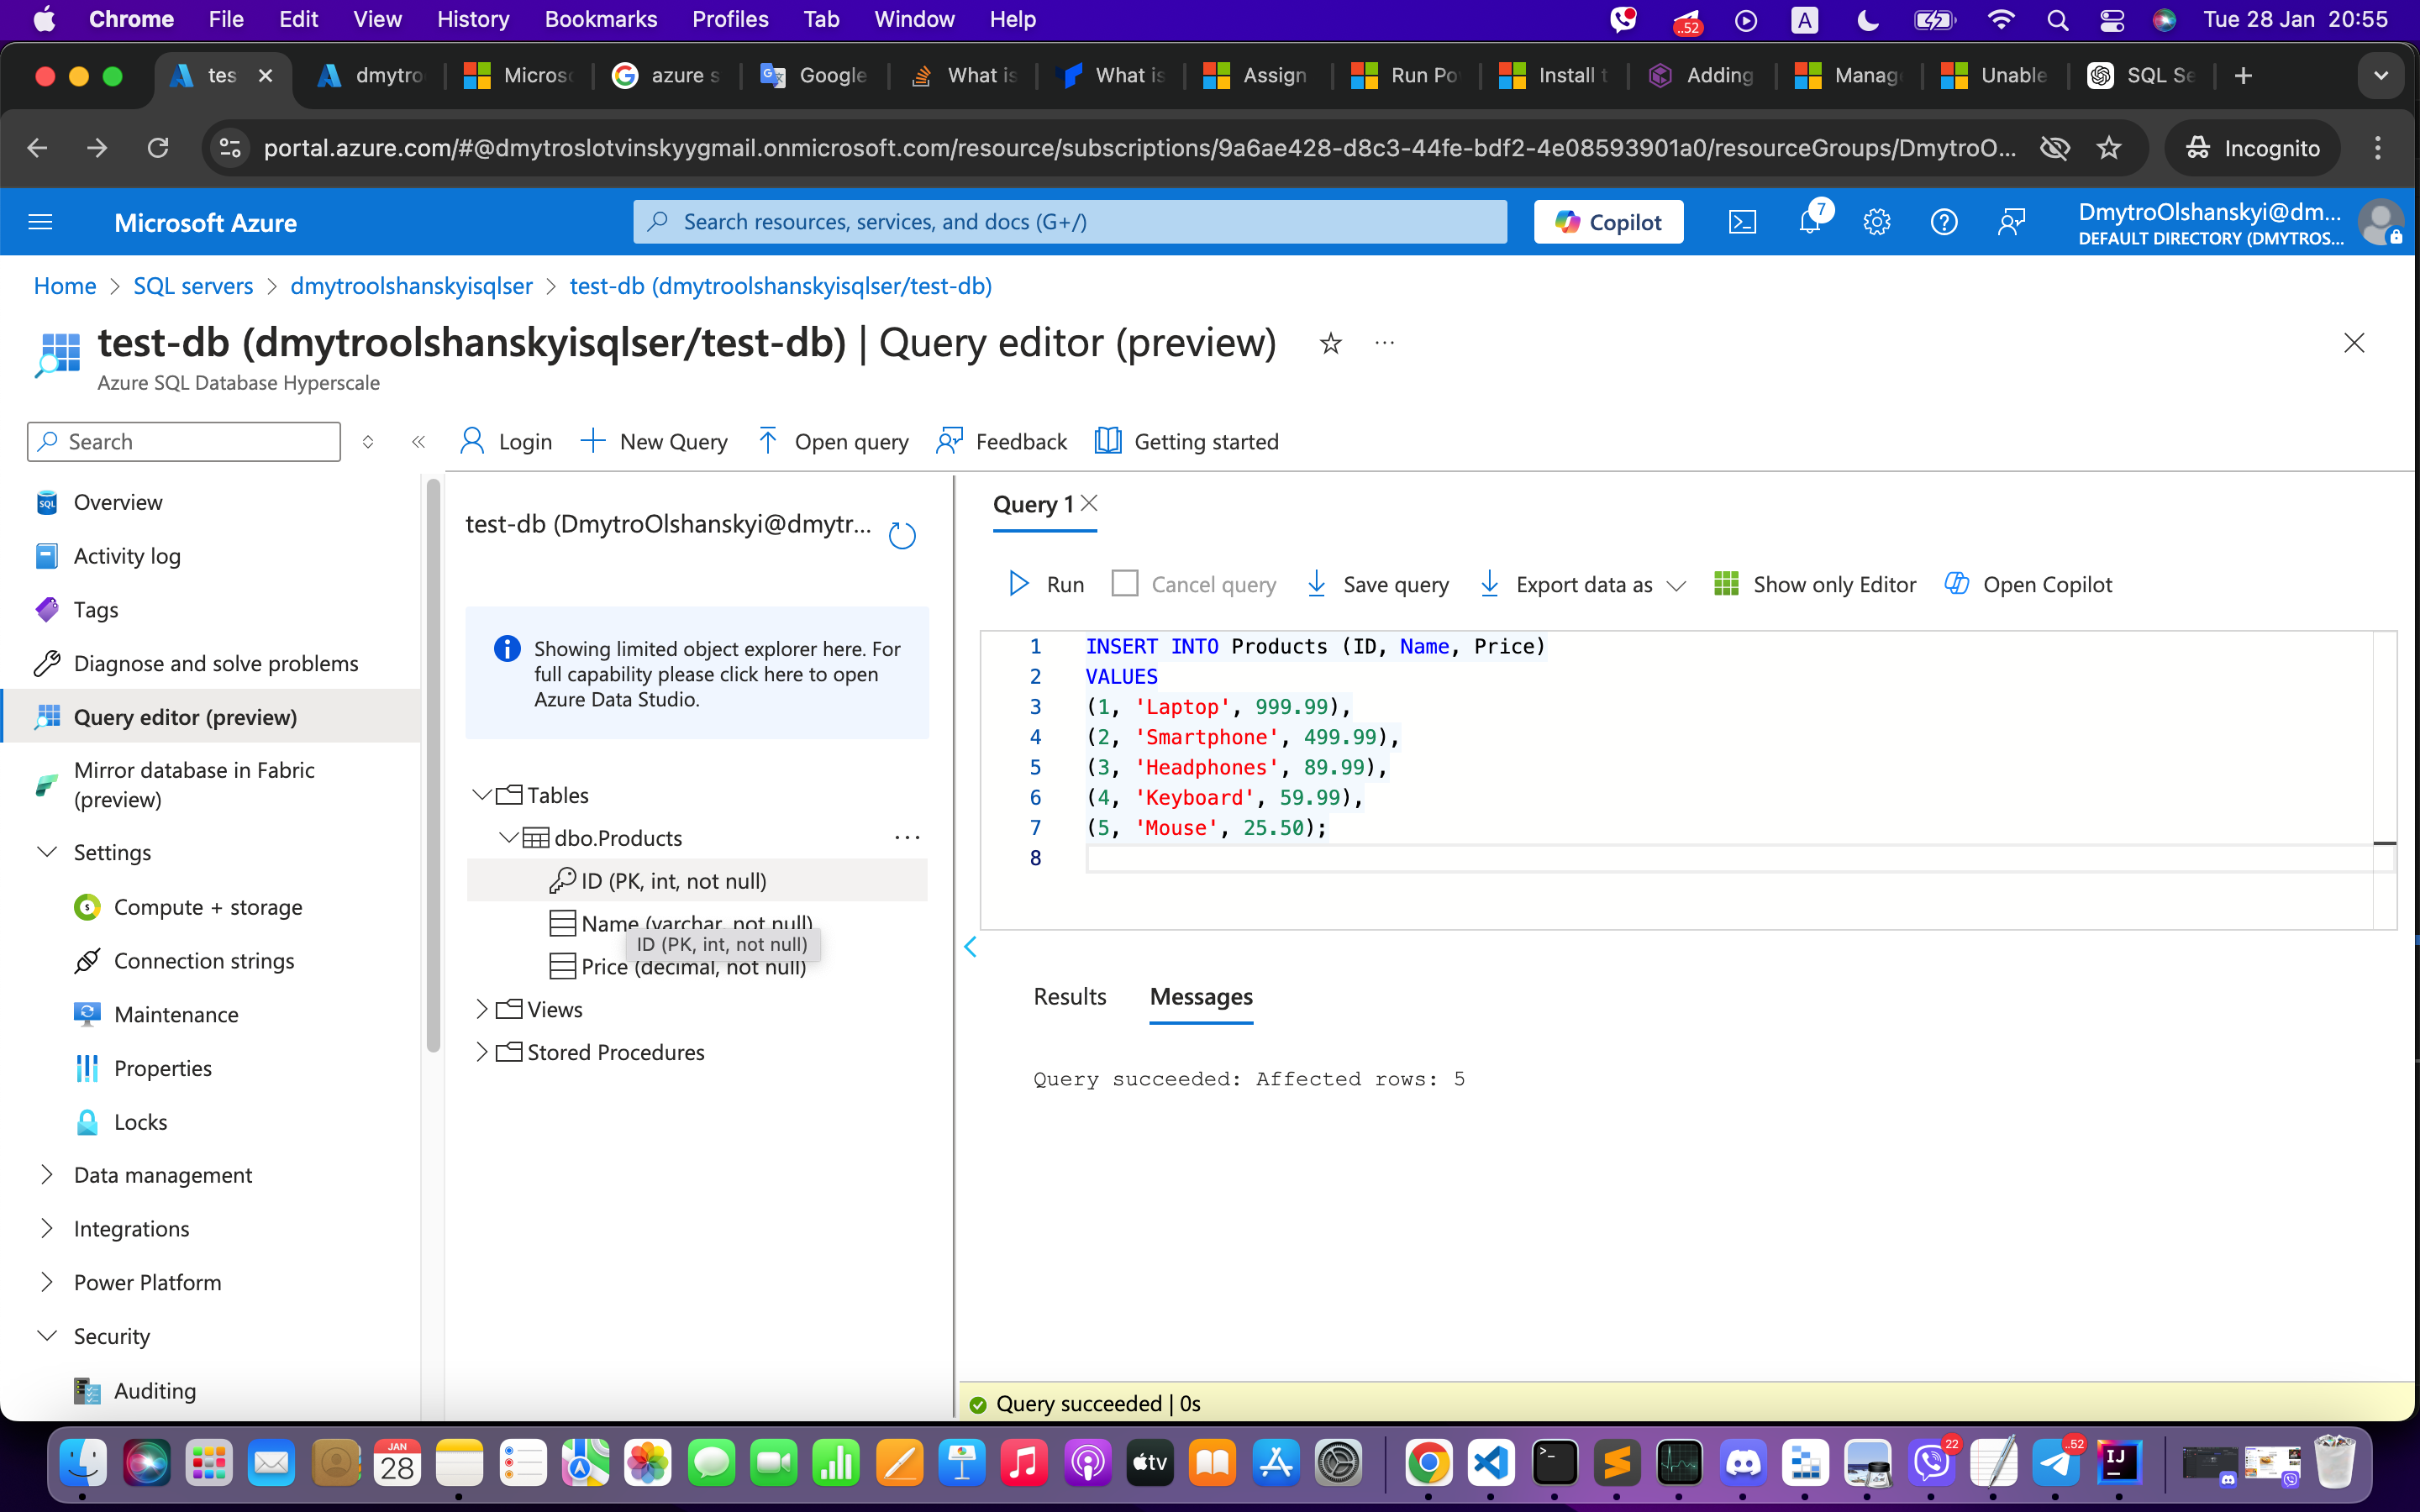 Chrome File Edit View History Bookmarks Profiles Tab Window Help ..52 A Tue 28 Jan 20:55
tes dmytro Microso azure s Google What is What is Assign Run Po Install t Adding Manag Unable SQL Se
portal.azure.com/#@dmytroslotvinskyygmail.onmicrosoft.com/resource/subscriptions/9a6ae428-d8c3-44fe-bdf2-4e08593901a0/resourceGroups/DmytroO... Incognito
Microsoft Azure Search resources, services, and docs (G+/) Copilot 7 DmytroOlshanskyi@dm...
DEFAULT DIRECTORY (DMYTROS...
Home > SQL servers > dmytroolshanskyisqlser > test-db (dmytroolshanskyisqlser/test-db)
test-db (dmytroolshanskyisqlser/test-db) | Query editor (preview) ...
Azure SQL Database Hyperscale
Search
Login New Query Open query Feedback Getting started
Overview
Activity log
Tags
Diagnose and solve problems
Query editor (preview)
Mirror database in Fabric
(preview)
Settings
Compute + storage
Connection strings
Maintenance
Properties
Locks
Data management
Integrations
Power Platform
Security
Auditing
test-db (DmytroOlshanskyi@dmytr...
Showing limited object explorer here. For
full capability please click here to open
Azure Data Studio.
Tables
dbo.Products ...
ID (PK, int, not null)
Name (varchar, not null)
ID (PK, int, not null)
Price (decimal, not null)
Views
Stored Procedures
Query 1
Run Cancel query Save query Export data as Show only Editor Open Copilot
1 INSERT INTO Products (ID, Name, Price)
2 VALUES
3 (1, 'Laptop', 999.99),
4 (2, 'Smartphone', 499.99),
5 (3, 'Headphones', 89.99),
6 (4, 'Keyboard', 59.99),
7 (5, 'Mouse', 25.50);
8
Results Messages
Query succeeded: Affected rows: 5
Query succeeded | 0s
JAN
28
tv
22
..52
IJ